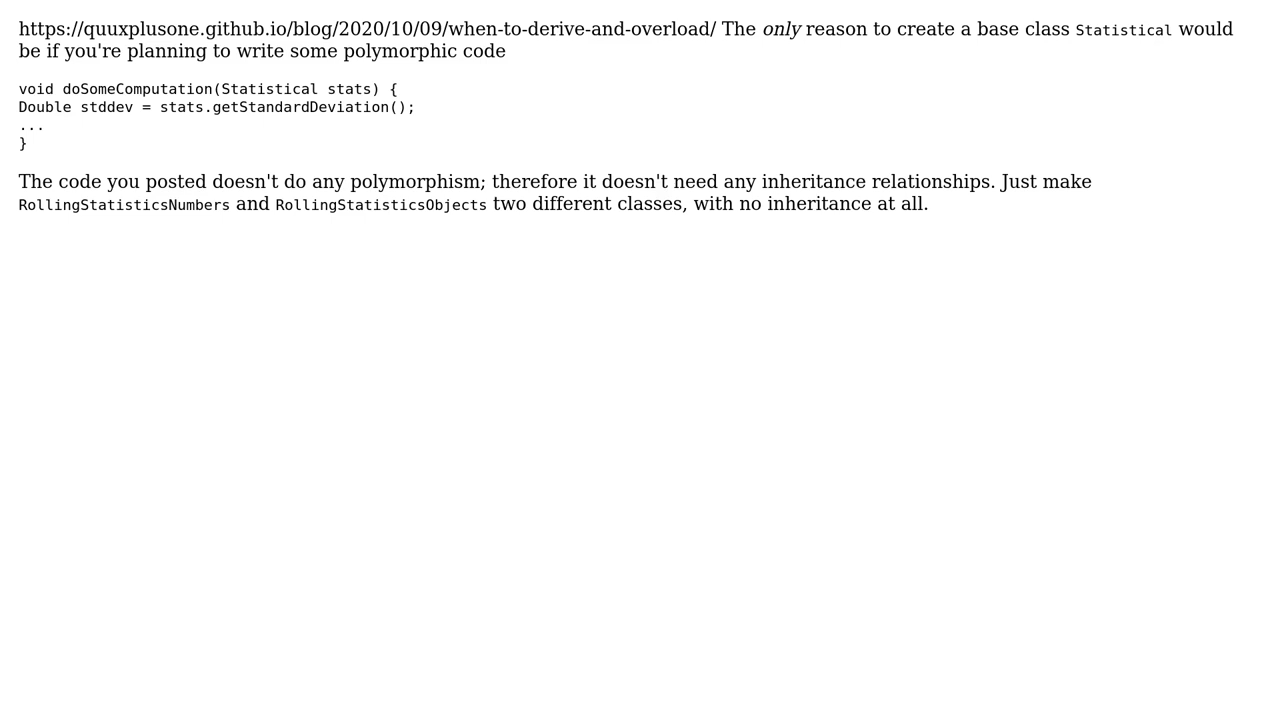 https://quuxplusone.github.io/blog/2020/10/09/when-to-derive-and-overload/ The only reason to create a base class Statistical would
be if you're planning to write some polymorphic code
void doSomeComputation(Statistical stats) {
Double stddev = stats.getStandardDeviation();
...
}
The code you posted doesn't do any polymorphism; therefore it doesn't need any inheritance relationships. Just make
RollingStatisticsNumbers and RollingStatisticsObjects two different classes, with no inheritance at all.